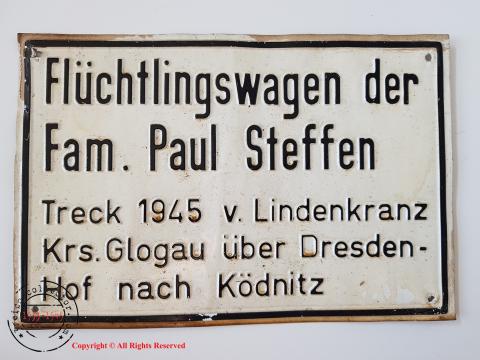 Flüchtlingswagen der
Fam. Paul Steffen
Treck 1945 v. Lindenkranz
Krs. Glogau über Dresden-
Hof nach Ködnitz
Copyright © All Rights Reserved